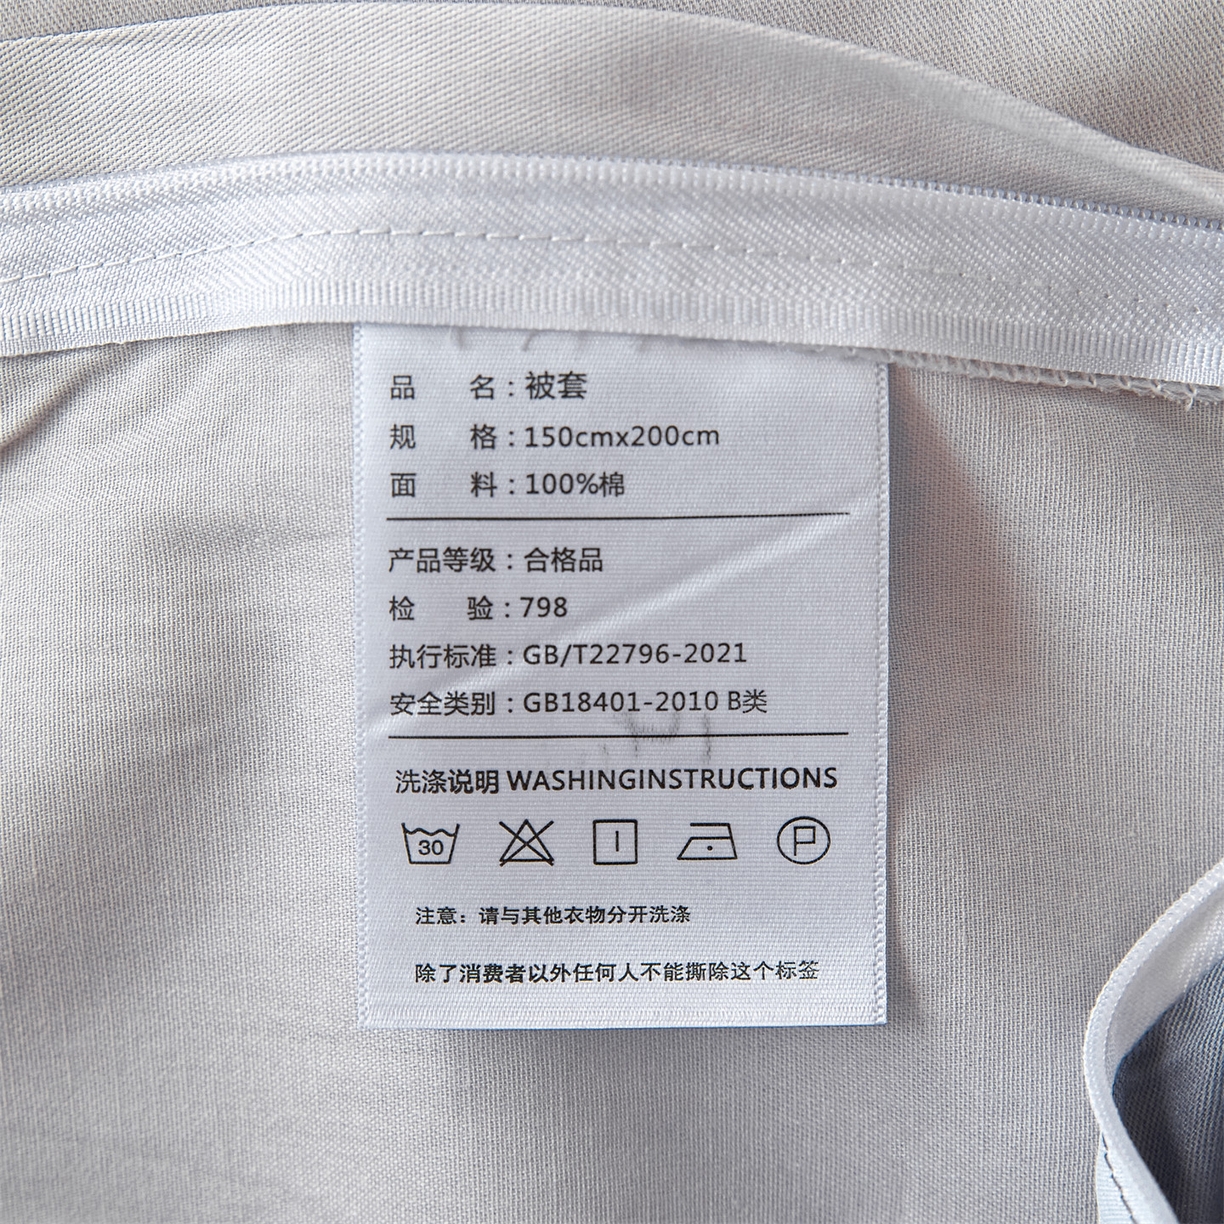 品 名：被套
规 格：150cmx200cm
面 料：100%棉
产品等级：合格品
检 验：798
执行标准：GB/T22796-2021
安全类别：GB18401-2010 B类
洗涤说明 WASHINGINSTRUCTIONS
30 P
注意：请与其他衣物分开洗涤
除了消费者以外任何人不能撕除这个标签